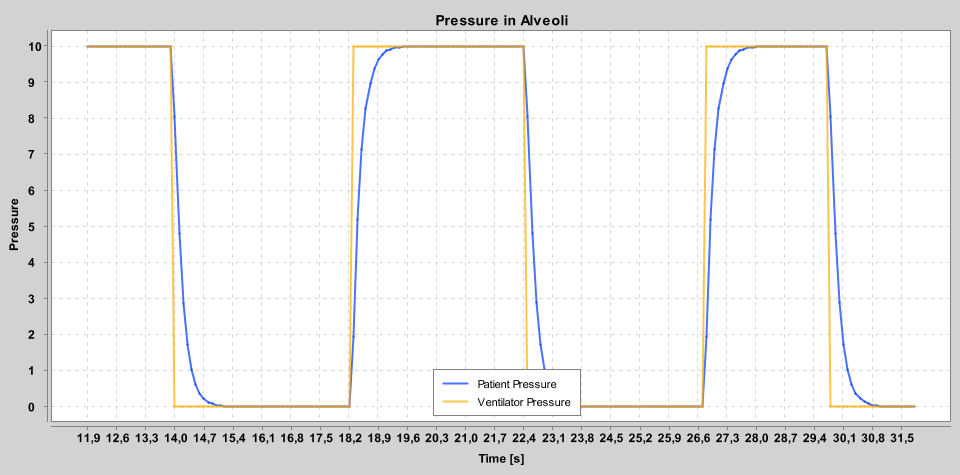 Pressure in Alveoli
Pressure
10
9
8
7
6
5
4
3
2
1
0
Patient Pressure
Ventilator Pressure
11,9 12,6 13,3 14,0 14,7 15,4 16,1 16,8 17,5 18,2 18,9 19,6 20,3 21,0 21,7 22,4 23,1 23,8 24,5 25,2 25,9 26,6 27,3 28,0 28,7 29,4 30,1 30,8 31,5
Time [s]